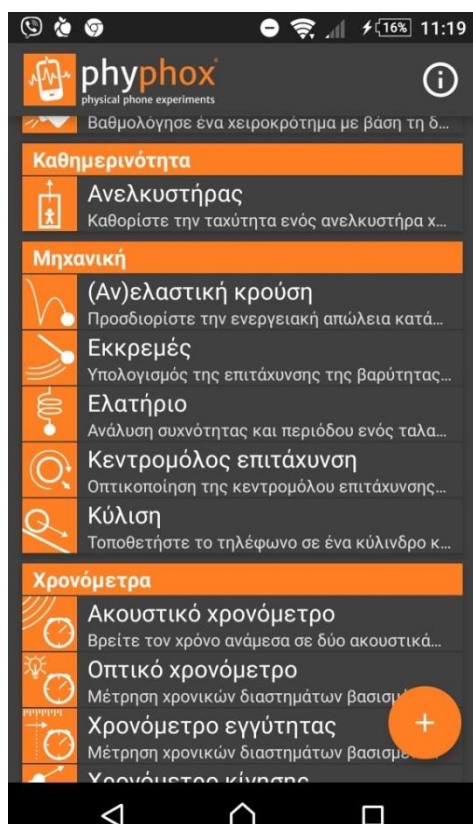 16% 11:19
phyphox
physical phone experiments
Βαθμολόγησε ένα χειροκρότημα με βάση τη δ...
Καθημερινότητα
Ανελκυστήρας
Καθορίστε την ταχύτητα ενός ανελκυστήρα χ...
Μηχανική
(Αν)ελαστική κρούση
Προσδιορίστε την ενεργειακή απώλεια κατά...
Εκκρεμές
Υπολογισμός της επιτάχυνσης της βαρύτητας...
Ελατήριο
Ανάλυση συχνότητας και περιόδου ενός ταλα...
Κεντρομόλος επιτάχυνση
Οπτικοποίηση της κεντρομόλου επιτάχυνσης...
Κύλιση
Τοποθετήστε το τηλέφωνο σε ένα κύλινδρο κ...
Χρονόμετρα
Ακουστικό χρονόμετρο
Βρείτε τον χρόνο ανάμεσα σε δύο ακουστικά...
Οπτικό χρονόμετρο
Μέτρηση χρονικών διαστημάτων
Χρονόμετρο εγγύτητας
Μέτρηση χρονικών διαστημάτων
Χρονόμετρο κίνησης